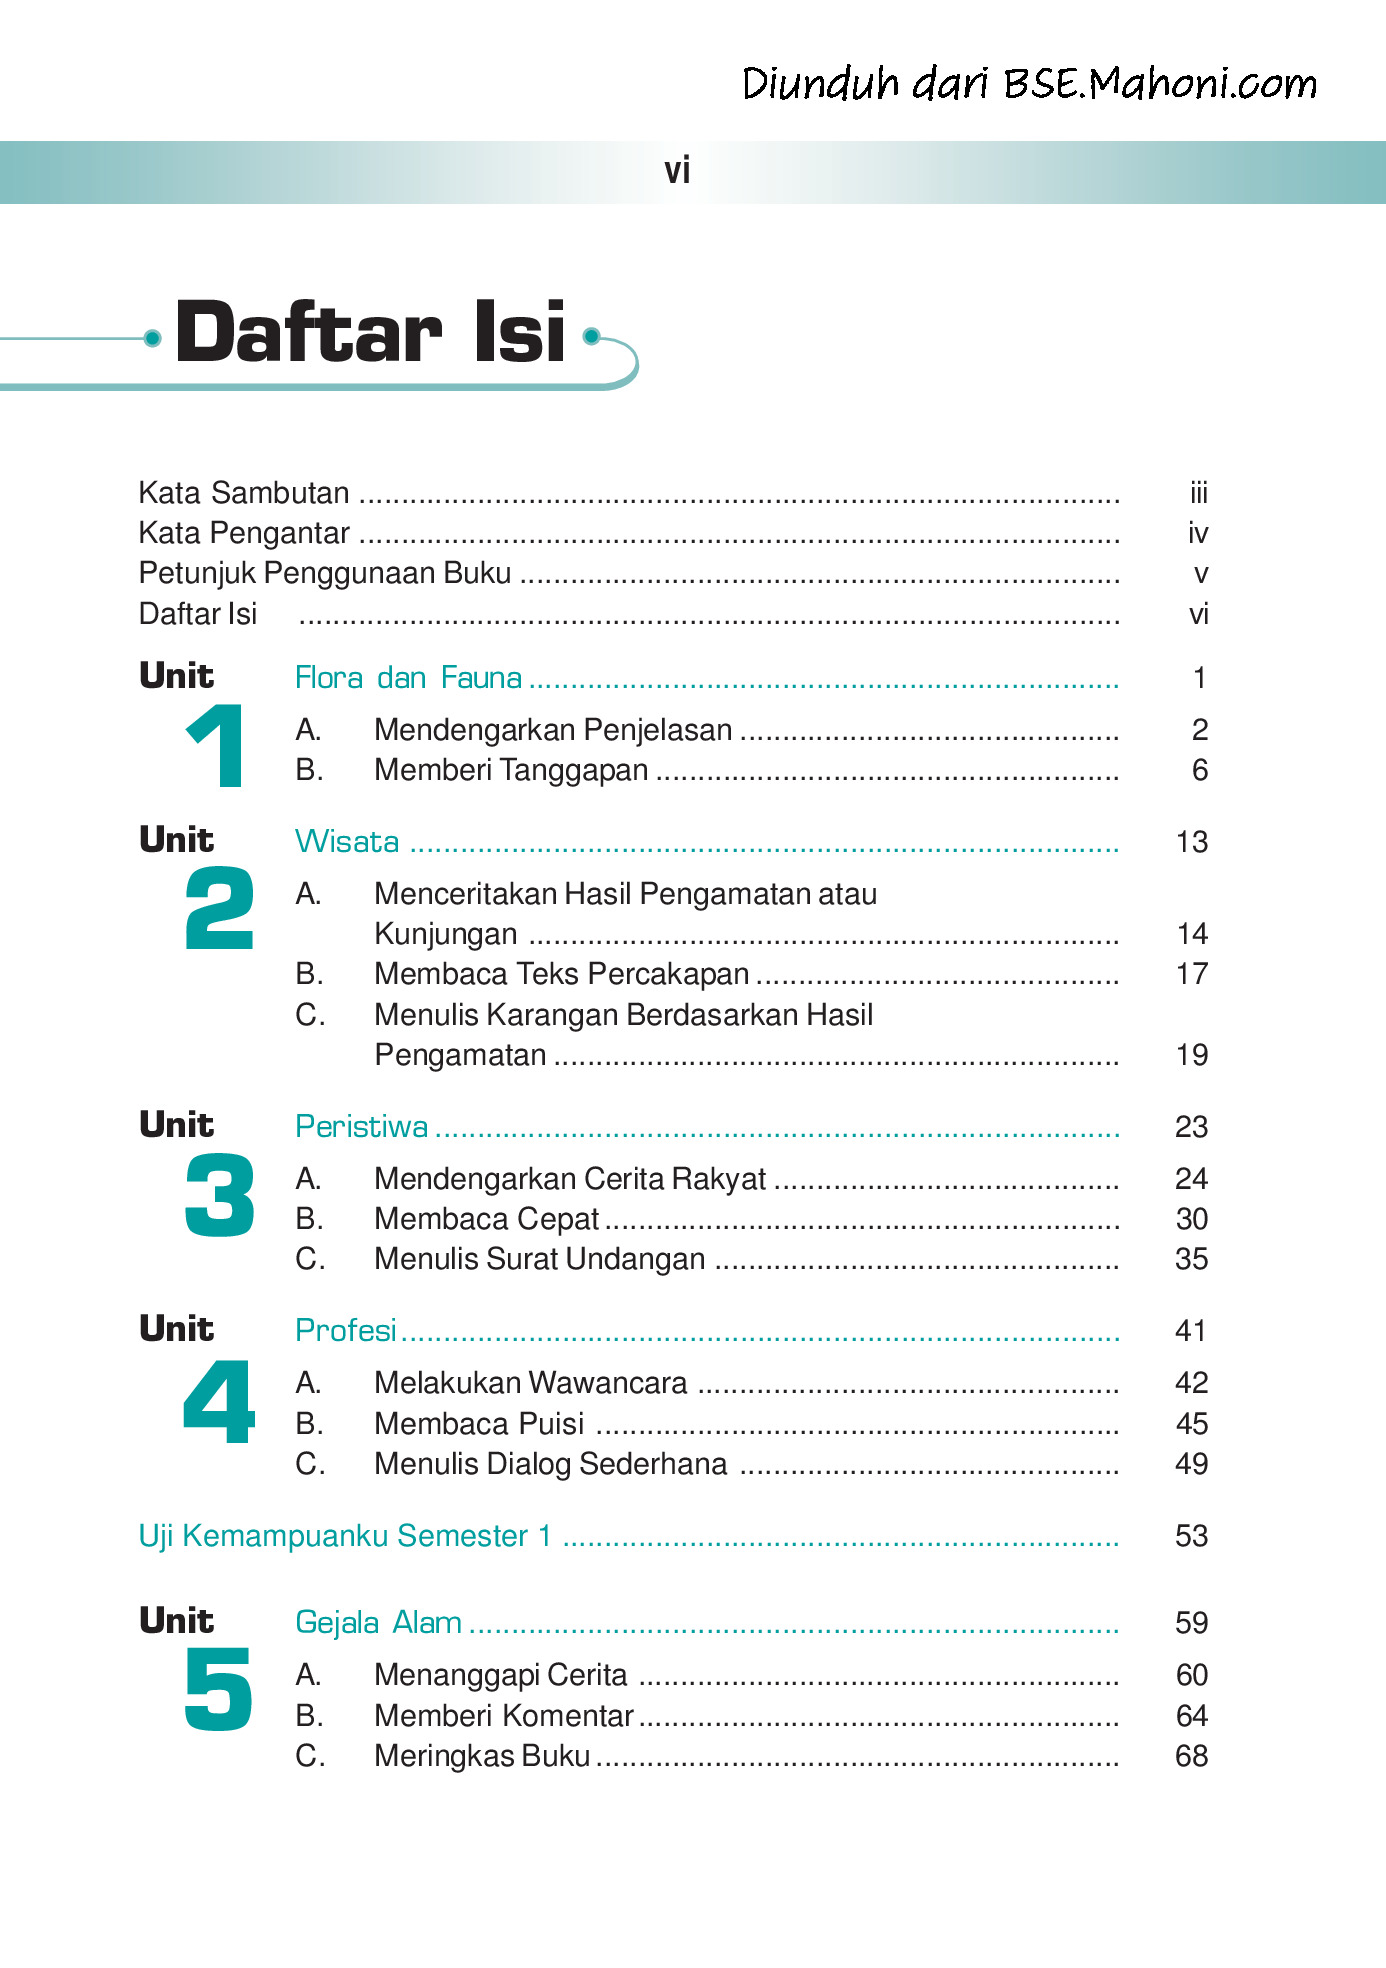 Diunduh dari BSE.Mahoni.com
vi
Daftar Isi
Kata Sambutan ........................................................................................... iii
Kata Pengantar ........................................................................................... iv
Petunjuk Penggunaan Buku ....................................................................... v
Daftar Isi .................................................................................................. vi
Unit Flora dan Fauna ...................................................................... 1
1
A. Mendengarkan Penjelasan ............................................. 2
B. Memberi Tanggapan ....................................................... 6
Unit Wisata .................................................................................... 13
2
A. Menceritakan Hasil Pengamatan atau
Kunjungan ...................................................................... 14
B. Membaca Teks Percakapan ........................................... 17
C. Menulis Karangan Berdasarkan Hasil
Pengamatan ................................................................... 19
Unit Peristiwa ................................................................................. 23
3
A. Mendengarkan Cerita Rakyat ......................................... 24
B. Membaca Cepat ............................................................. 30
C. Menulis Surat Undangan ................................................ 35
Unit Profesi ..................................................................................... 41
4
A. Melakukan Wawancara .................................................. 42
B. Membaca Puisi .............................................................. 45
C. Menulis Dialog Sederhana ............................................. 49
Uji Kemampuanku Semester 1 .................................................................. 53
Unit Gejala Alam ............................................................................. 59
5
A. Menanggapi Cerita ......................................................... 60
B. Memberi Komentar ......................................................... 64
C. Meringkas Buku .............................................................. 68